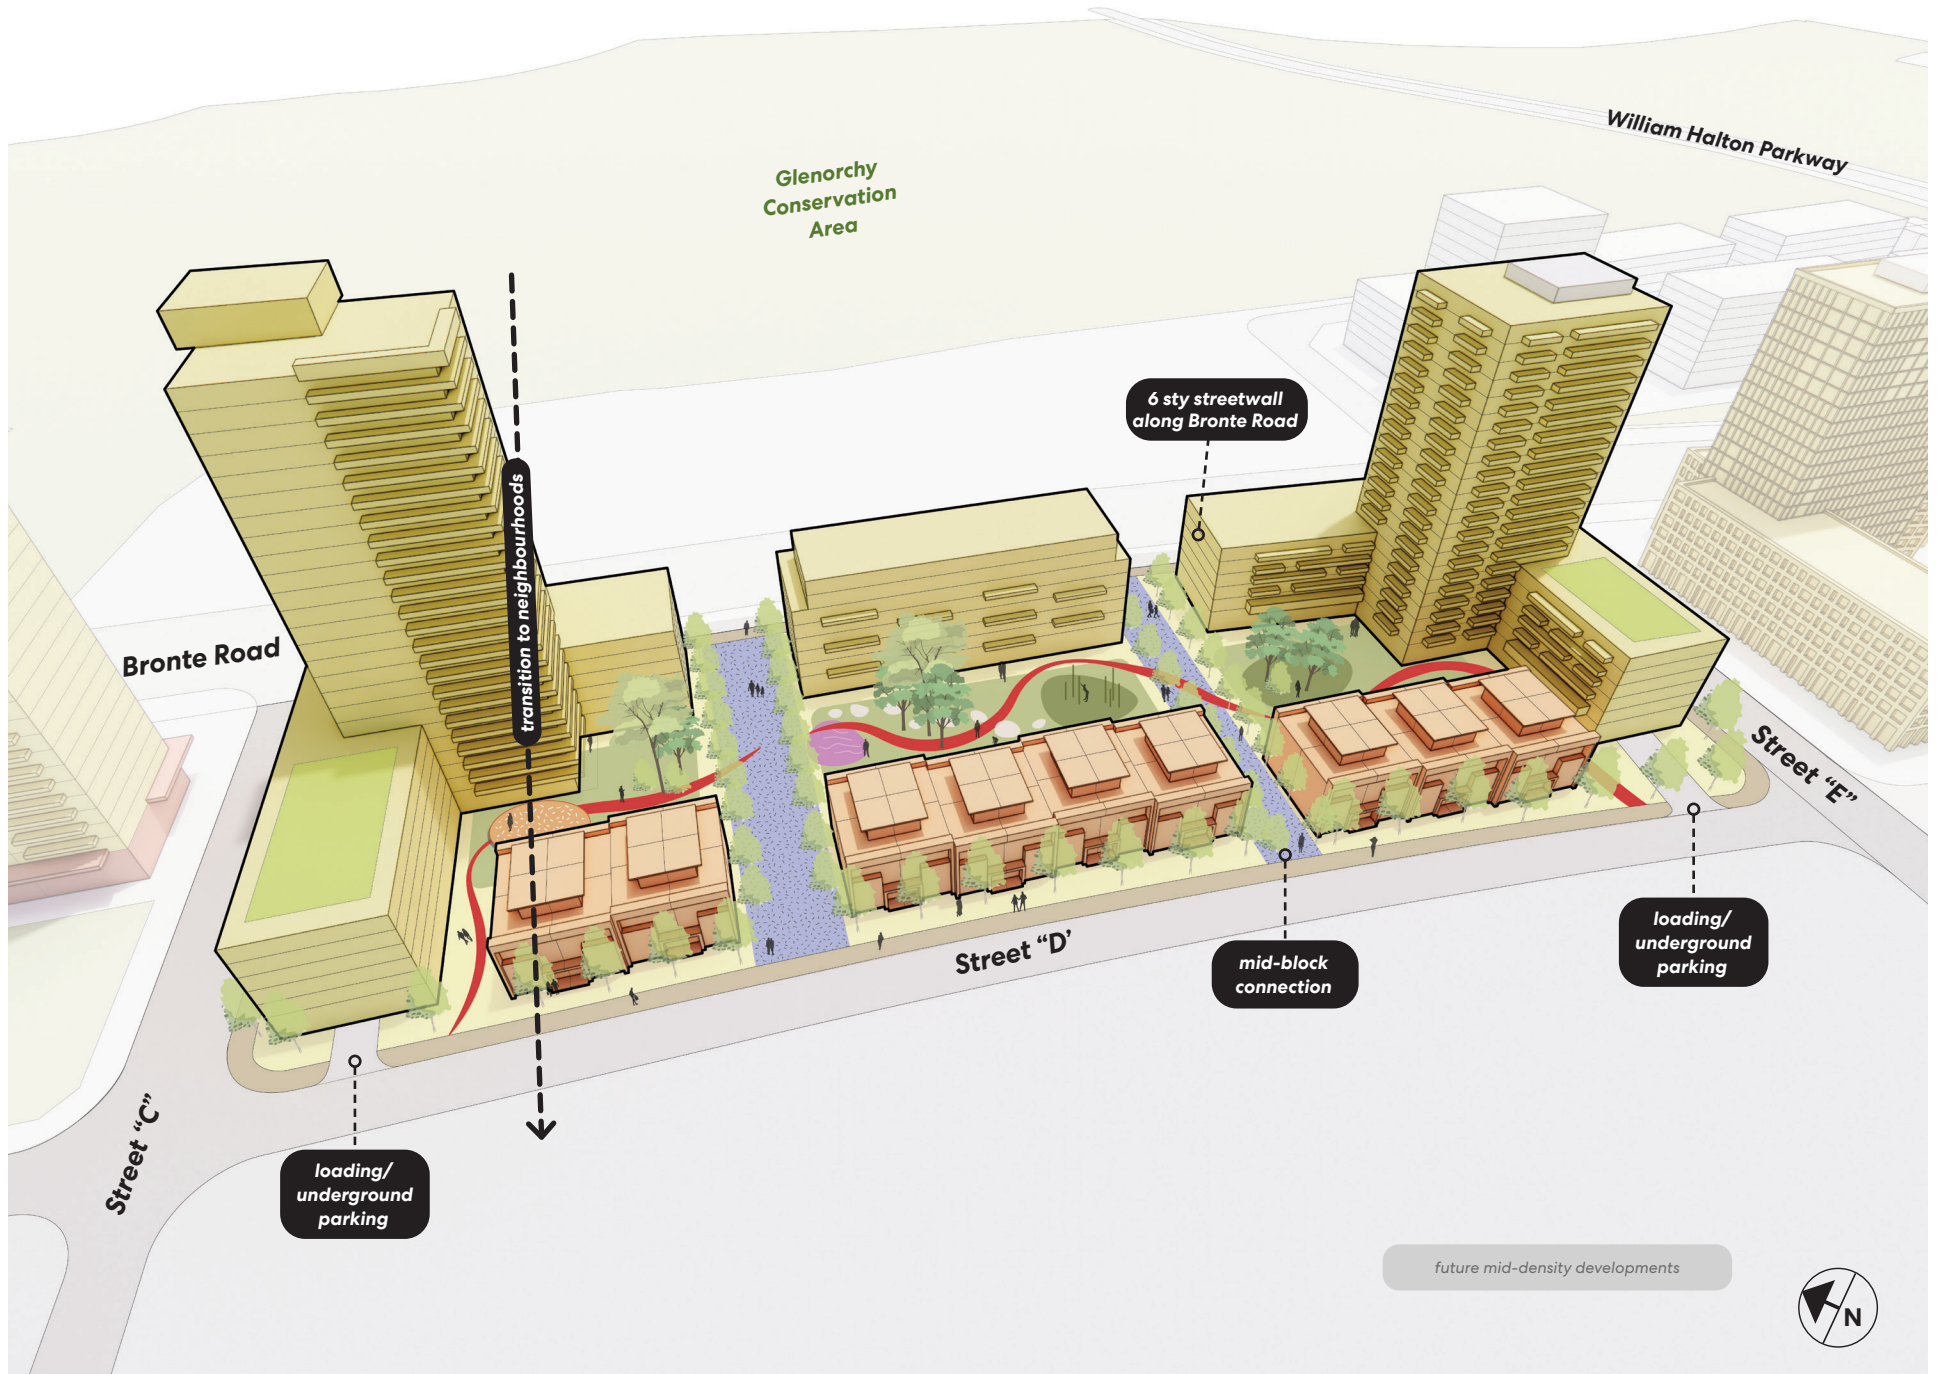 William Halton Parkway
Glenorchy
Conservation
Area
6 sty streetwall
along Bronte Road
transition to neighbourhoods
Bronte Road
Street “E”
Street “D’
loading/
underground
parking
mid-block
connection
Street “C”
loading/
underground
parking
future mid-density developments
N